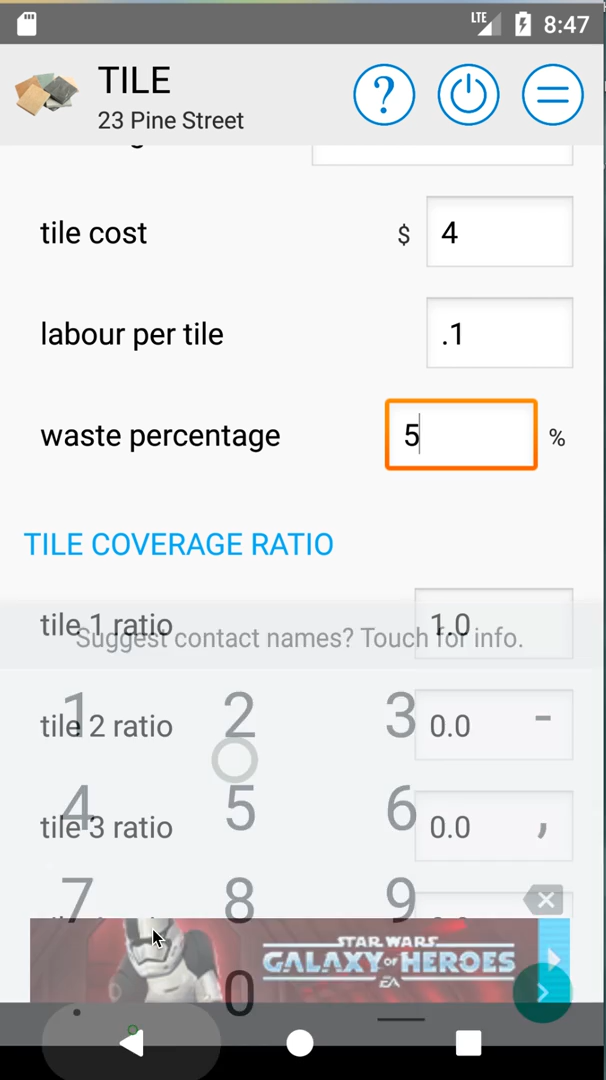 LTE 8:47
TILE
23 Pine Street
?
tile cost $ 4
labour per tile .1
waste percentage 5 %
TILE COVERAGE RATIO
tile 1 ratio 1.0
Suggest contact names? Touch for info.
1 2 3 -
tile 2 ratio 0.0
4 5 6 ,
tile 3 ratio 0.0
7 8 9
STAR WARS
GALAXY OF HEROES
EA
0